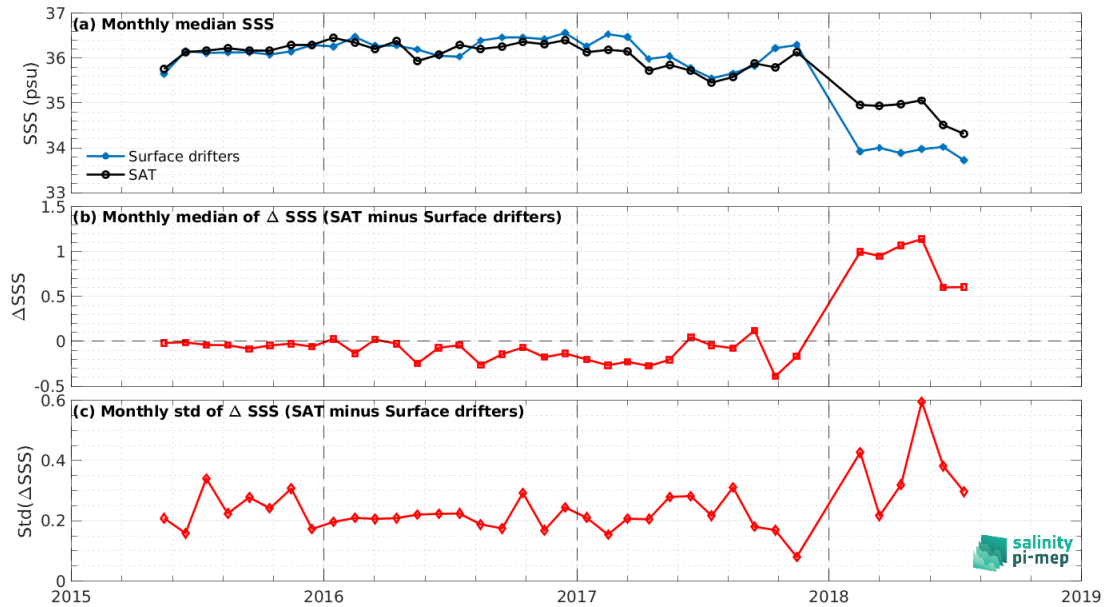 (a) Monthly median SSS
37
36
35
34
33
SSS (psu)
Surface drifters
SAT
(b) Monthly median of Δ SSS (SAT minus Surface drifters)
1.5
1
0.5
0
-0.5
ΔSSS
(c) Monthly std of Δ SSS (SAT minus Surface drifters)
0.6
0.4
0.2
0
Std(ΔSSS)
2015
2016
2017
2018
2019
salinity
pi-mep